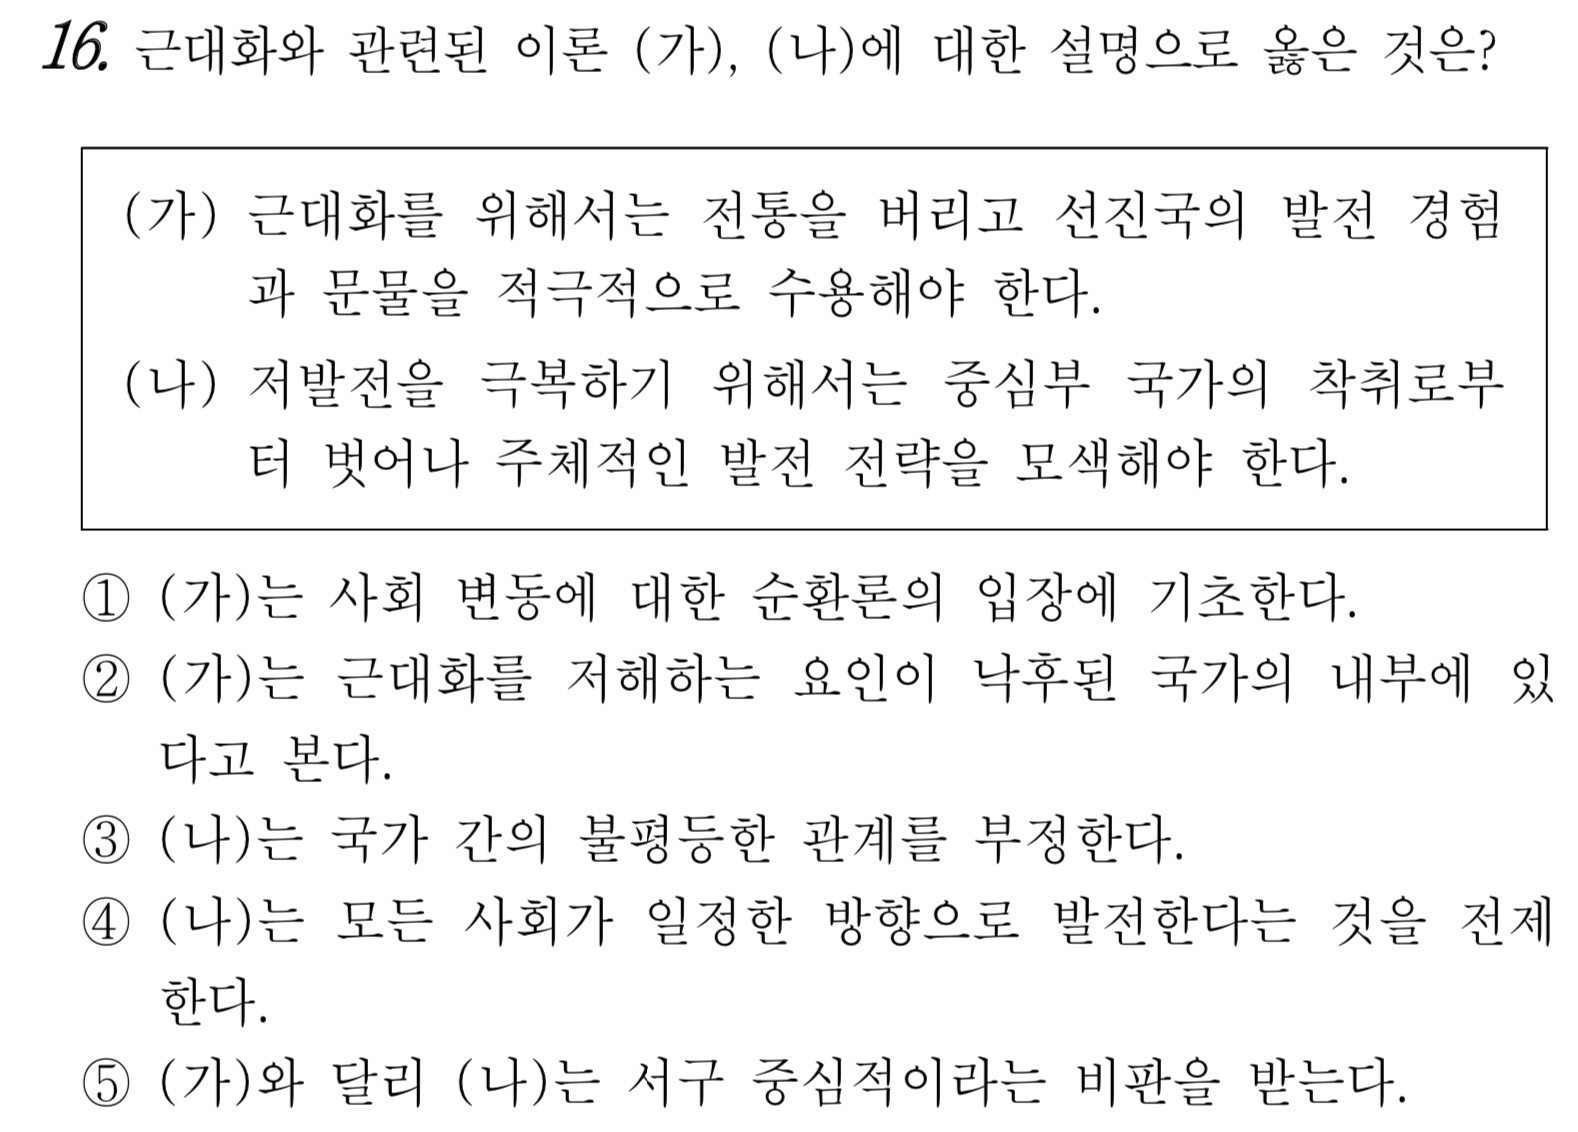 16. 근대화와 관련된 이론 (가), (나)에 대한 설명으로 옳은 것은?
(가) 근대화를 위해서는 전통을 버리고 선진국의 발전 경험
과 문물을 적극적으로 수용해야 한다.
(나) 저발전을 극복하기 위해서는 중심부 국가의 착취로부
터 벗어나 주체적인 발전 전략을 모색해야 한다.
① (가)는 사회 변동에 대한 순환론의 입장에 기초한다.
② (가)는 근대화를 저해하는 요인이 낙후된 국가의 내부에 있
다고 본다.
③ (나)는 국가 간의 불평등한 관계를 부정한다.
④ (나)는 모든 사회가 일정한 방향으로 발전한다는 것을 전제
한다.
⑤ (가)와 달리 (나)는 서구 중심적이라는 비판을 받는다.